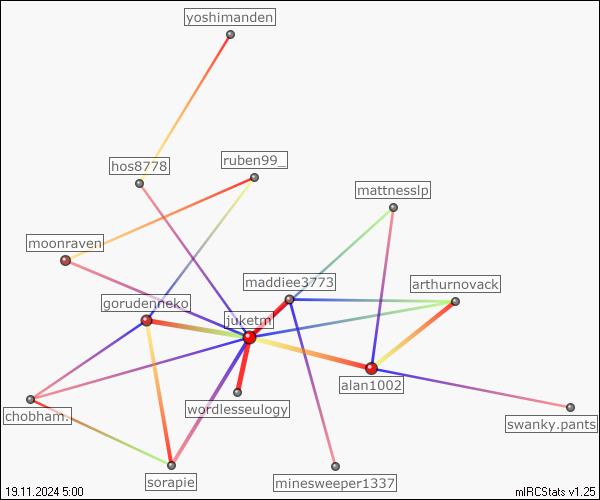 yoshimanden
ruben99_
hos8778
mattnesslp
moonraven
maddiee3773
arthurnovack
gorudenneko
juketm
alan1002
wordlesseulogy
chobham.
swanky.pants
sorapie
minesweeper1337
19.11.2024 5:00
mIRCStats v1.25